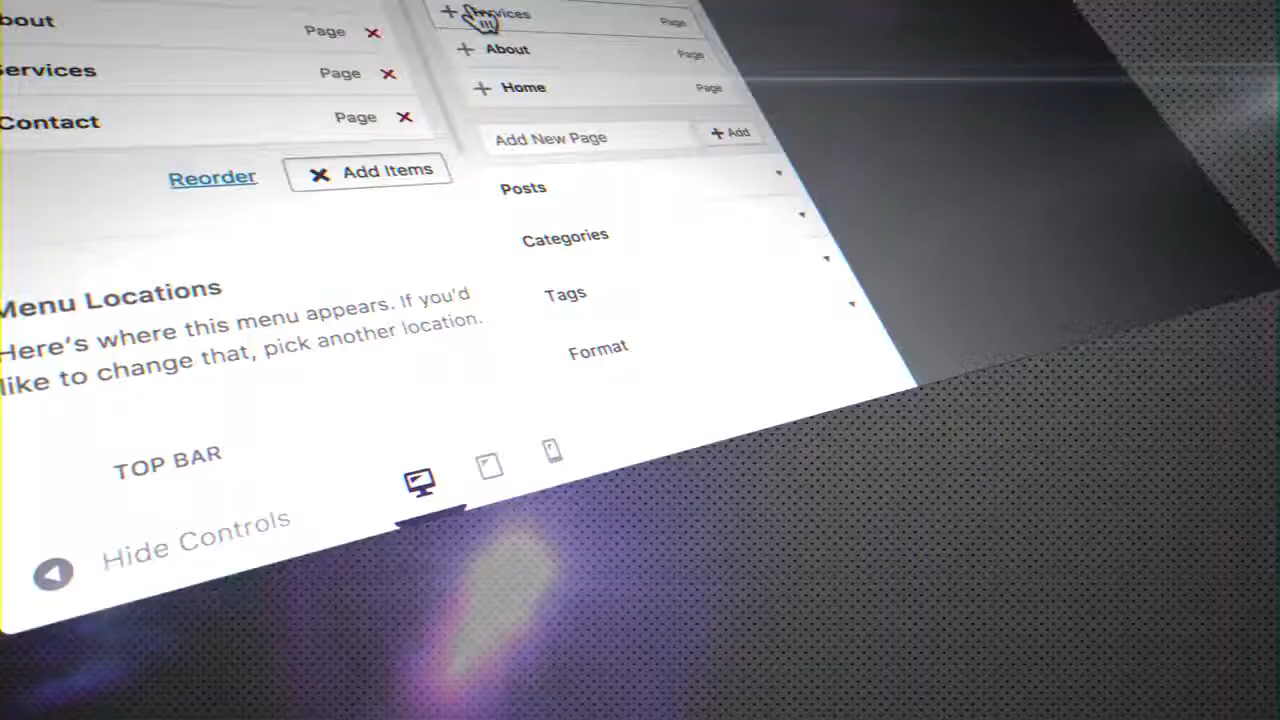 bout Page
ervices Page
Contact Page
Reorder Add Items
Menu Locations
Here's where this menu appears. If you'd
like to change that, pick another location.
TOP BAR
Hide Controls
Services Page
About Page
Home Page
Add New Page Add
Posts
Categories
Tags
Format